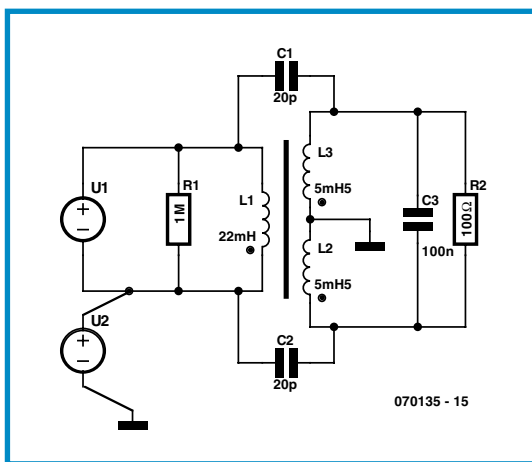 C1
20p
L3
R1
U1
L1
1M
5mH5
C3
R2
100Ω
22mH
L2
100n
5mH5
U2
C2
20p
070135 - 15